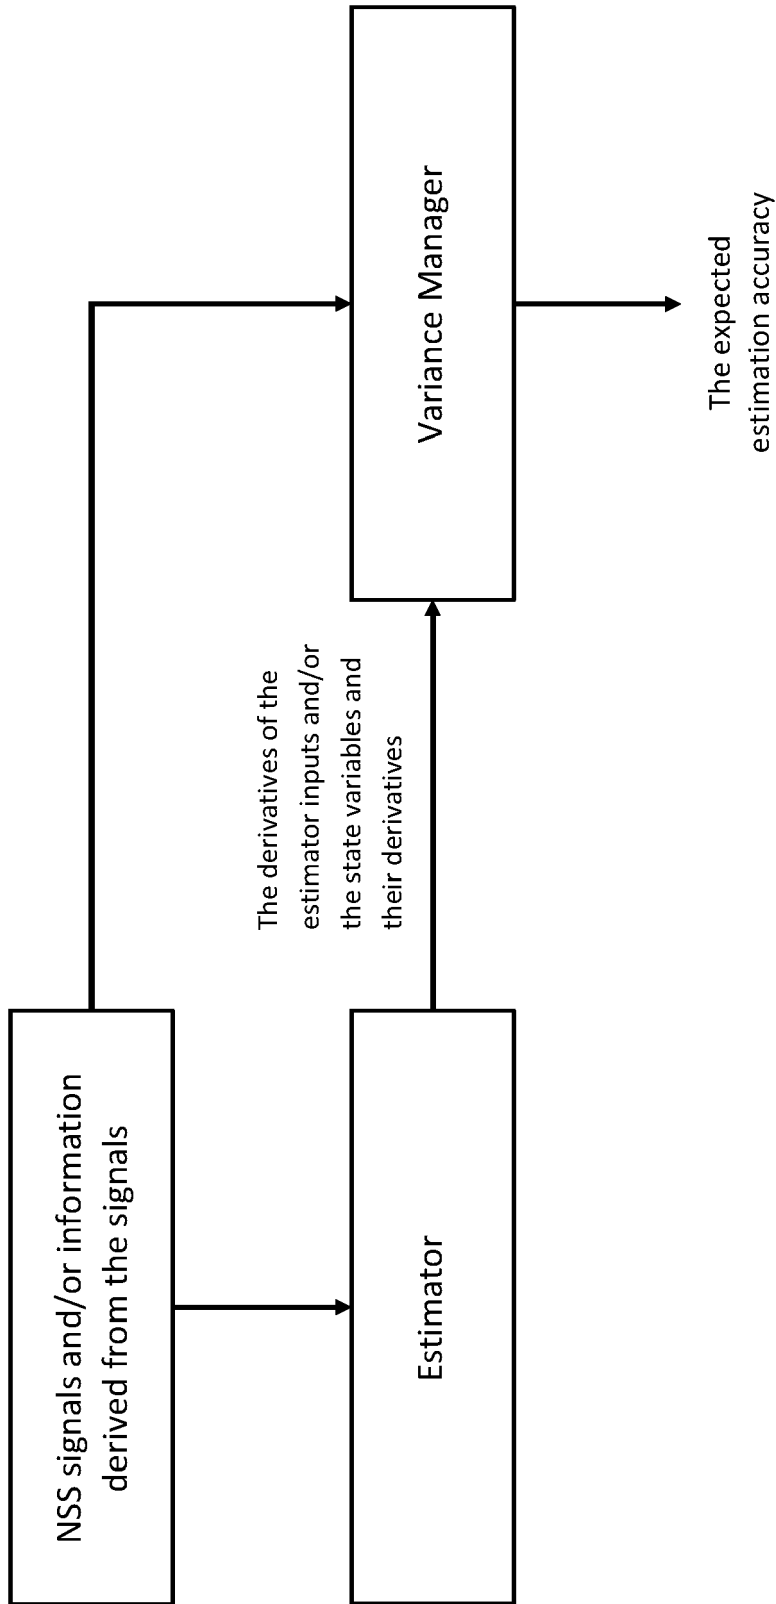 NSS signals and/or information
derived from the signals
Estimator
The derivatives of the
estimator inputs and/or
the state variables and
their derivatives
Variance Manager
The expected
estimation accuracy